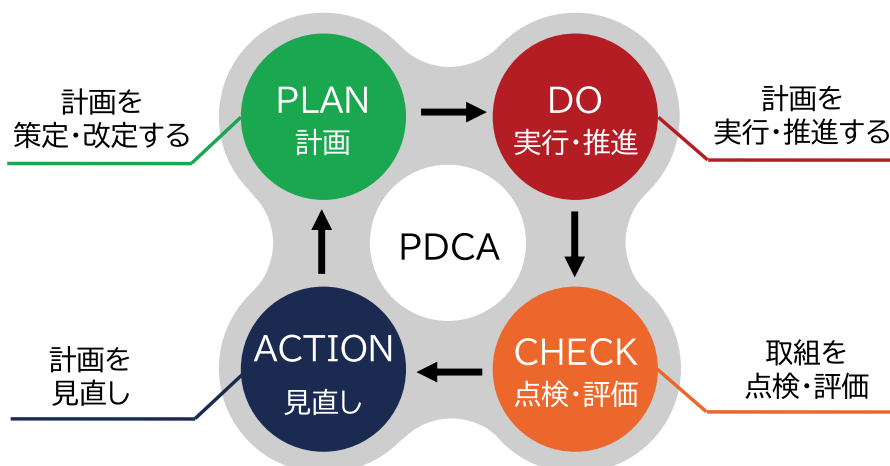 計画を
策定・改定する
PLAN
計画
DO
実行・推進
計画を
実行・推進する
PDCA
計画を
見直し
ACTION
見直し
CHECK
点検・評価
取組を
点検・評価